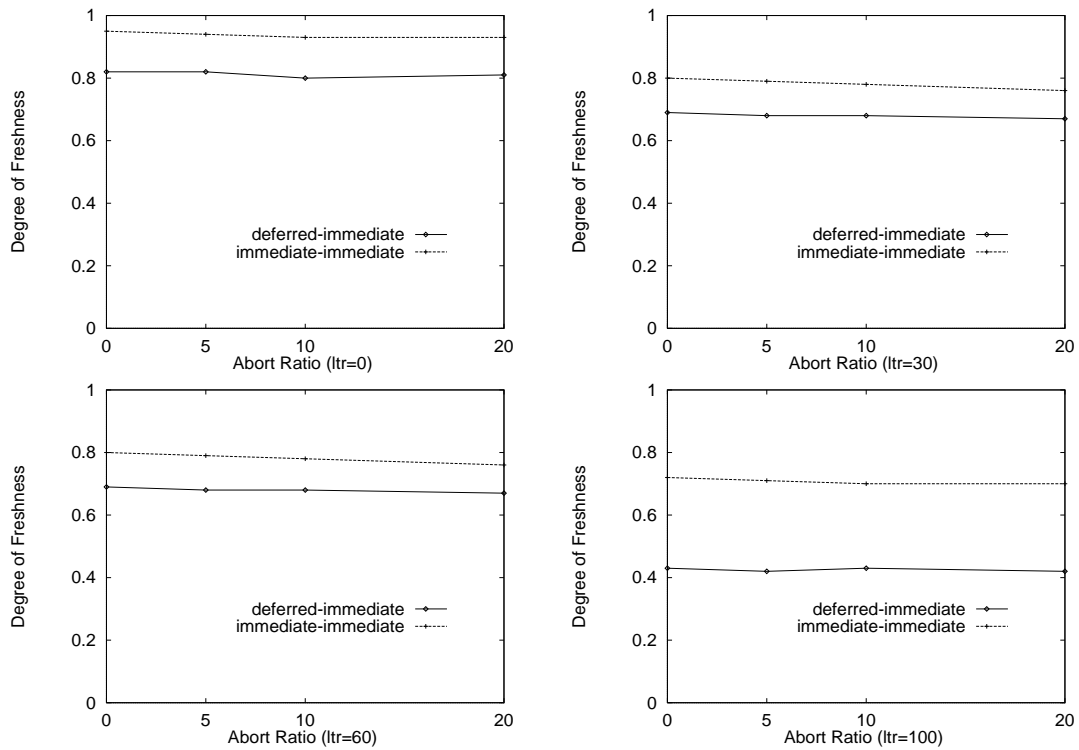 1
0.8
0.6
0.4
0.2
0
Degree of Freshness
deferred-immediate
immediate-immediate
0 5 10 20
Abort Ratio (ltr=0)
1
0.8
0.6
0.4
0.2
0
Degree of Freshness
deferred-immediate
immediate-immediate
0 5 10 20
Abort Ratio (ltr=30)
1
0.8
0.6
0.4
0.2
0
Degree of Freshness
deferred-immediate
immediate-immediate
0 5 10 20
Abort Ratio (ltr=60)
1
0.8
0.6
0.4
0.2
0
Degree of Freshness
deferred-immediate
immediate-immediate
0 5 10 20
Abort Ratio (ltr=100)